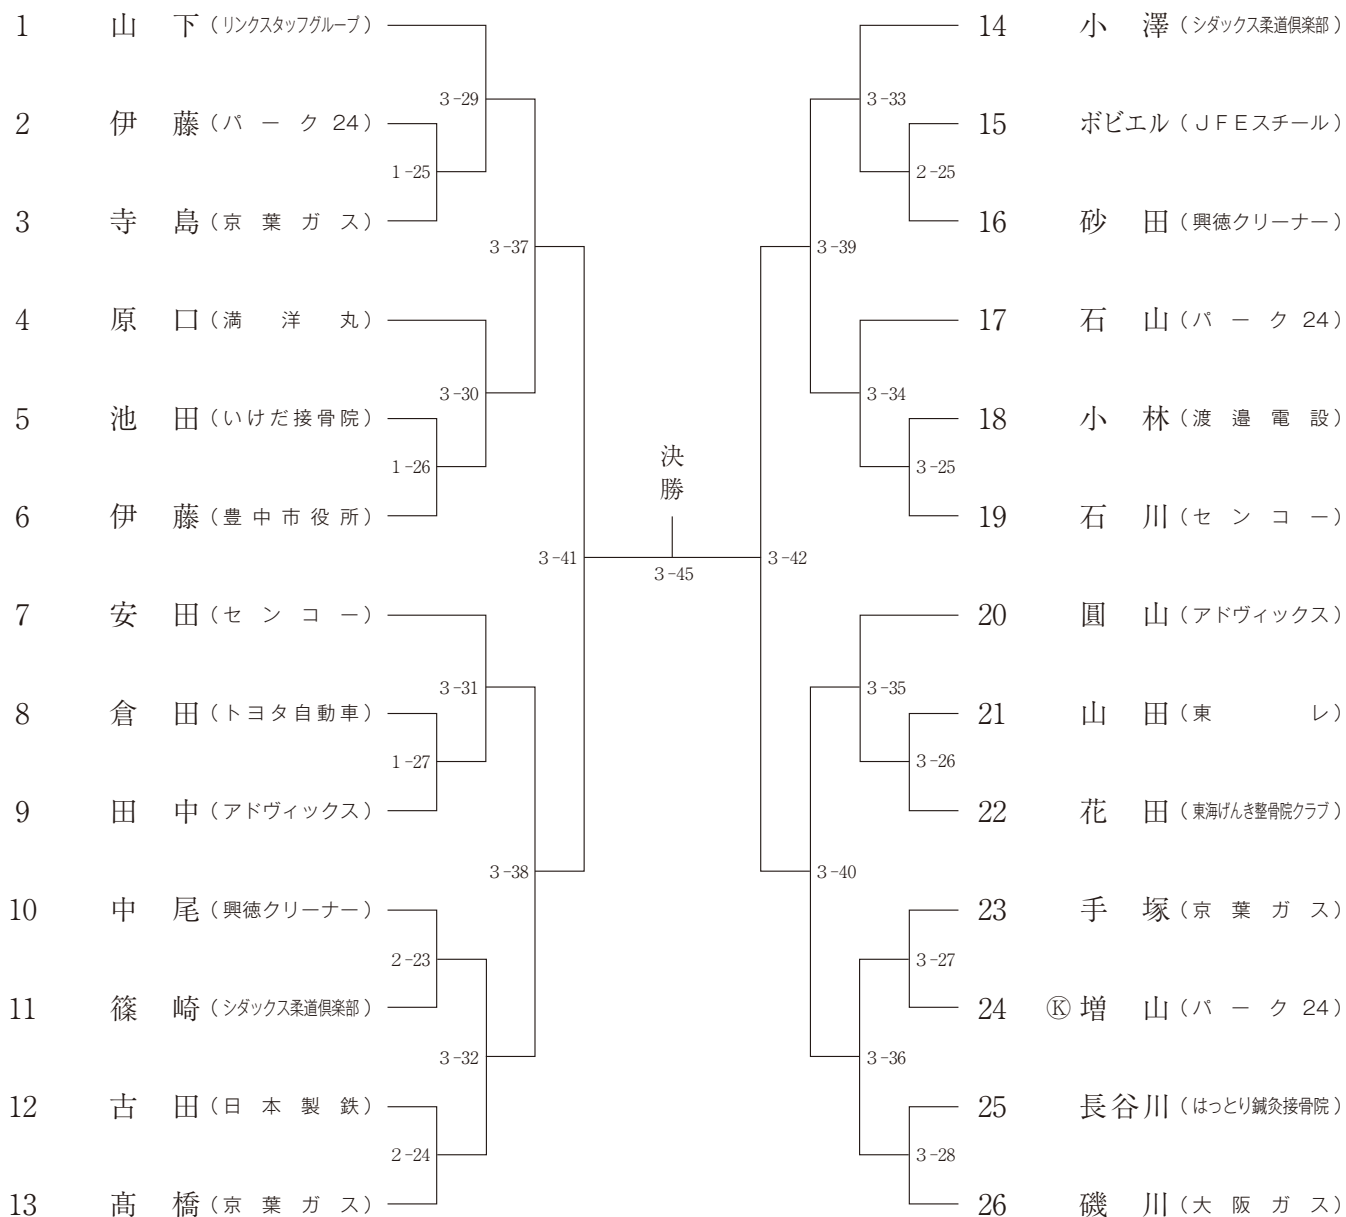 1 山下（リンクスタッフグループ）
3-29
2 伊藤（パーク24）
1-25
3 寺島（京葉ガス）
3-37
4 原口（満洋丸）
3-30
5 池田（いけだ接骨院）
1-26
6 伊藤（豊中市役所）
3-41
7 安田（センコー）
3-31
8 倉田（トヨタ自動車）
1-27
9 田中（アドヴィックス）
3-38
10 中尾（興徳クリーナー）
2-23
11 篠崎（シダックス柔道倶楽部）
3-32
12 古田（日本製鉄）
2-24
13 髙橋（京葉ガス）
決勝
3-45
14 小澤（シダックス柔道倶楽部）
3-33
15 ボビエル（JFEスチール）
2-25
16 砂田（興徳クリーナー）
3-39
17 石山（パーク24）
3-34
18 小林（渡邉電設）
3-25
19 石川（センコー）
3-42
20 圓山（アドヴィックス）
3-35
21 山田（東レ）
3-26
22 花田（東海げんき整骨院クラブ）
3-40
23 手塚（京葉ガス）
3-27
24 Ⓚ増山（パーク24）
3-36
25 長谷川（はっとり鍼灸接骨院）
3-28
26 磯川（大阪ガス）